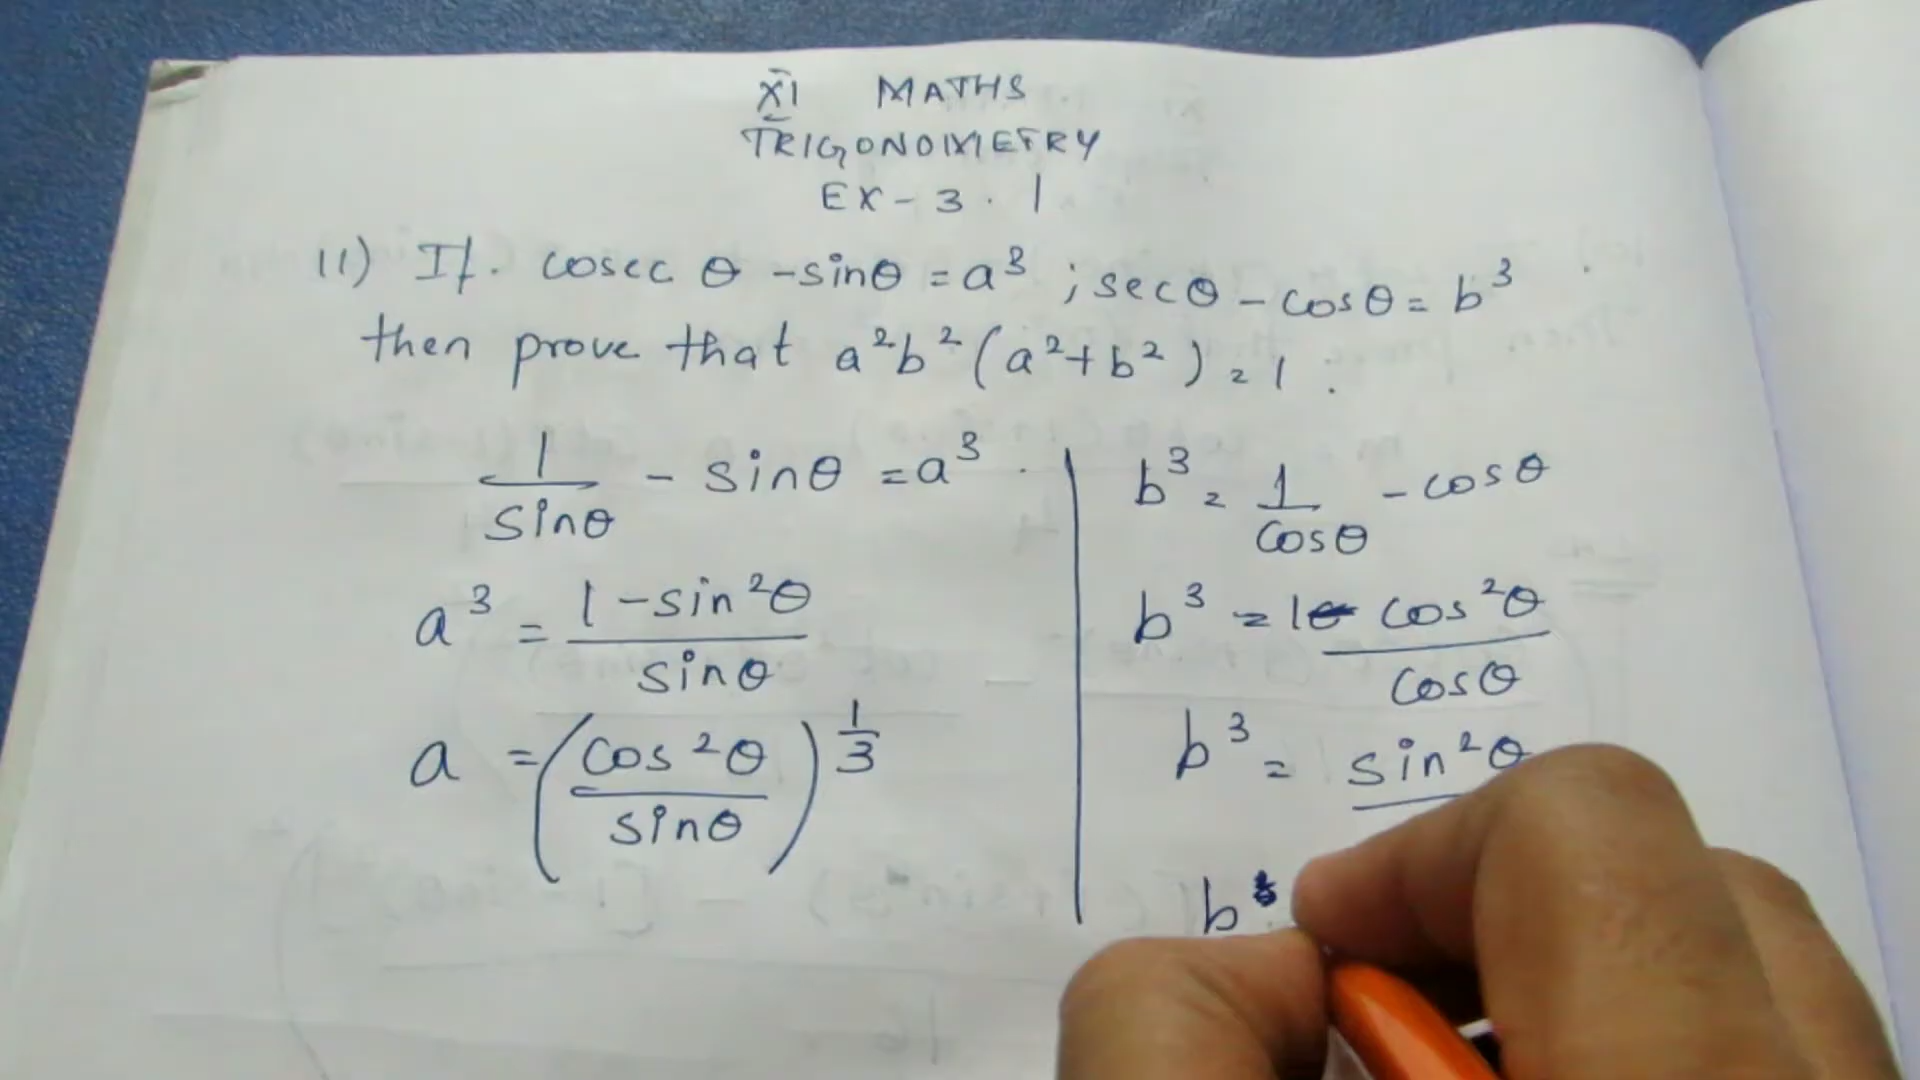 XI MATHS
TRIGONOMETRY
EX - 3.1
11) If. cosec θ - sinθ = a³ ; secθ - cosθ = b³
then prove that a²b² (a²+b²) = 1.
1/sinθ - sinθ = a³.
a³ = 1-sin²θ/sinθ
a = (cos²θ/sinθ)^1/3
b³ = 1/cosθ - cosθ
b³ = 1- cos²θ/cosθ
b³ = sin²θ
b